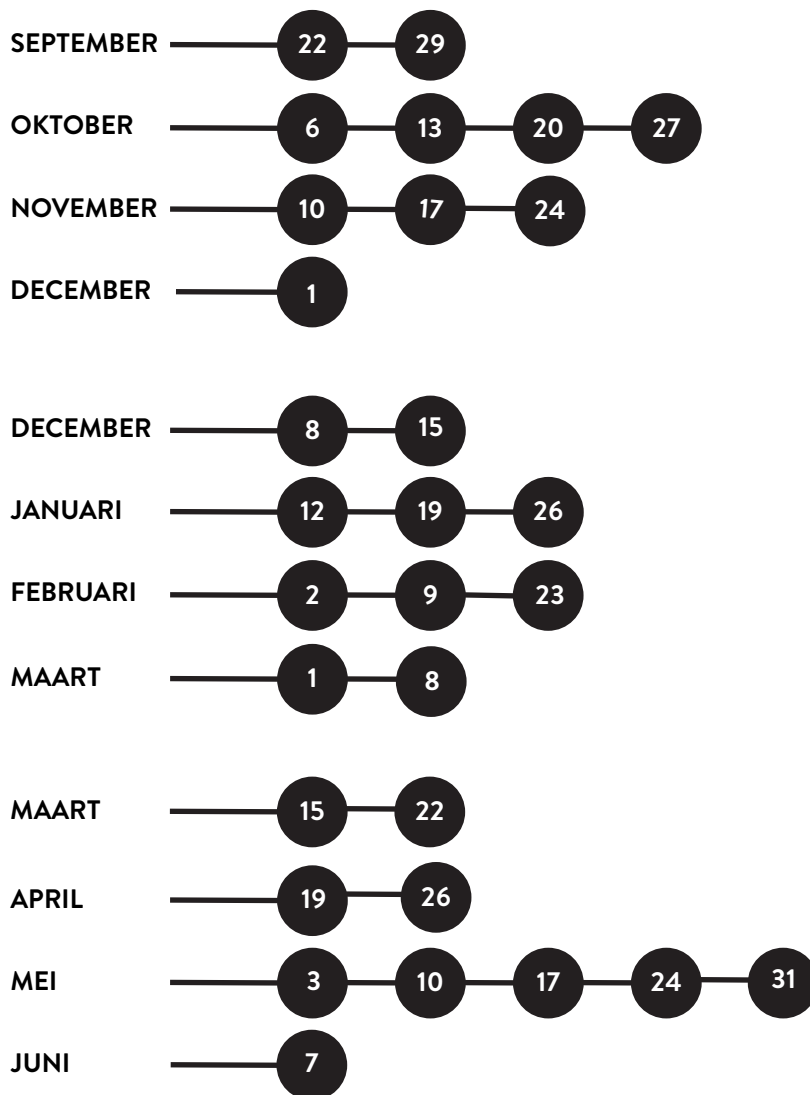 SEPTEMBER 22 29
OKTOBER 6 13 20 27
NOVEMBER 10 17 24
DECEMBER 1
DECEMBER 8 15
JANUARI 12 19 26
FEBRUARI 2 9 23
MAART 1 8
MAART 15 22
APRIL 19 26
MEI 3 10 17 24 31
JUNI 7